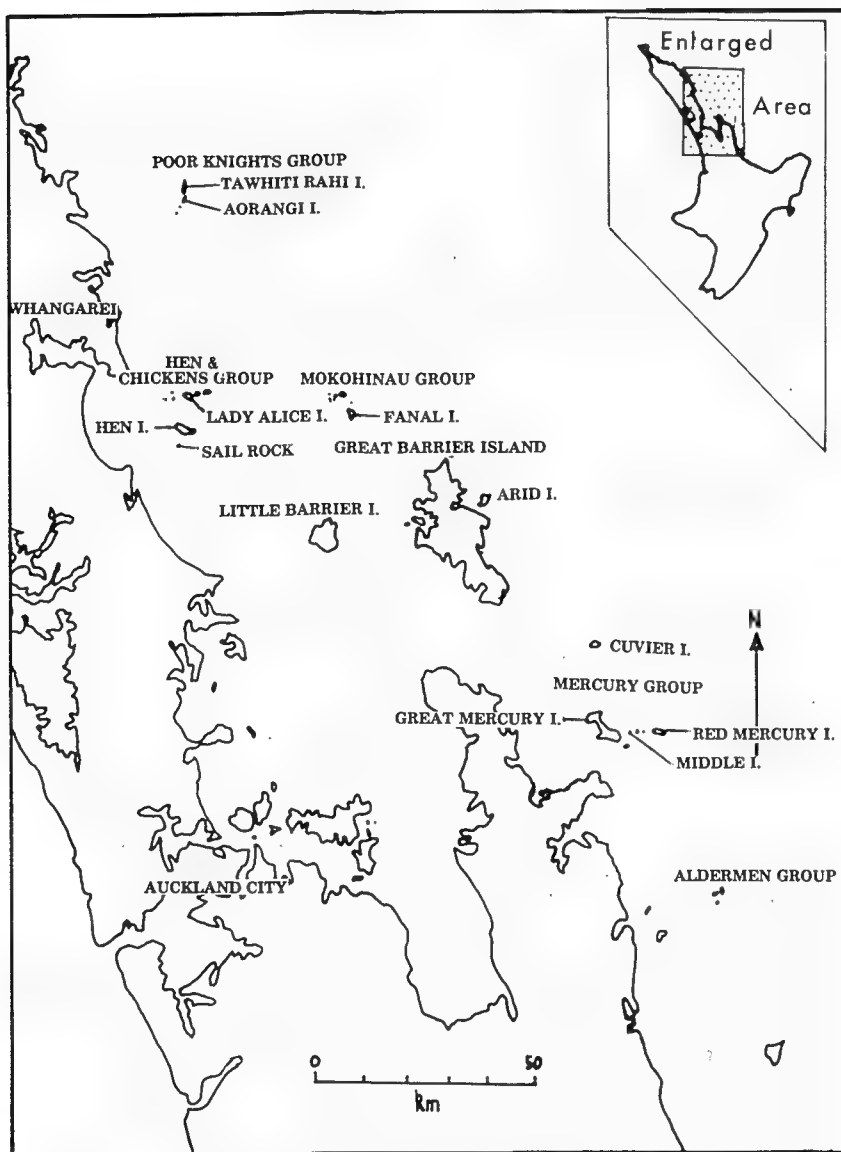 Entarged
Area
POOR KNIGHTS GROUP
TAWHITI RAHI I.
AORANGI I.
WHANGAREI
HEN &
CHICKENS GROUP
MOKOHINAU GROUP
LADY ALICE I.
FANAL I.
HEN I.
SAIL ROCK
GREAT BARRIER ISLAND
ARID I.
LITTLE BARRIER I.
N
CUVIER I.
MERCURY GROUP
GREAT MERCURY I.
RED MERCURY I.
MIDDLE I.
AUCKLAND CITY
ALDERMEN GROUP
0 50
km